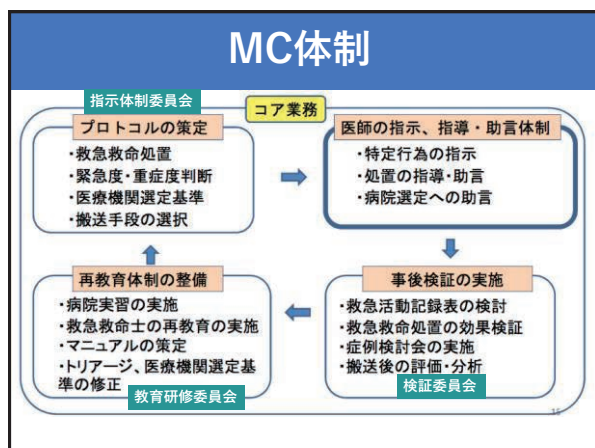 MC体制
指示体制委員会
コア業務
プロトコルの策定
・救急救命処置
・緊急度・重症度判断
・医療機関選定基準
・搬送手段の選択
医師の指示、指導・助言体制
・特定行為の指示
・処置の指導・助言
・病院選定への助言
再教育体制の整備
・病院実習の実施
・救急救命士の再教育の実施
・マニュアルの策定
・トリアージ、医療機関選定基
準の修正
教育研修委員会
事後検証の実施
・救急活動記録表の検討
・救急救命処置の効果検証
・症例検討会の実施
・搬送後の評価・分析
検証委員会